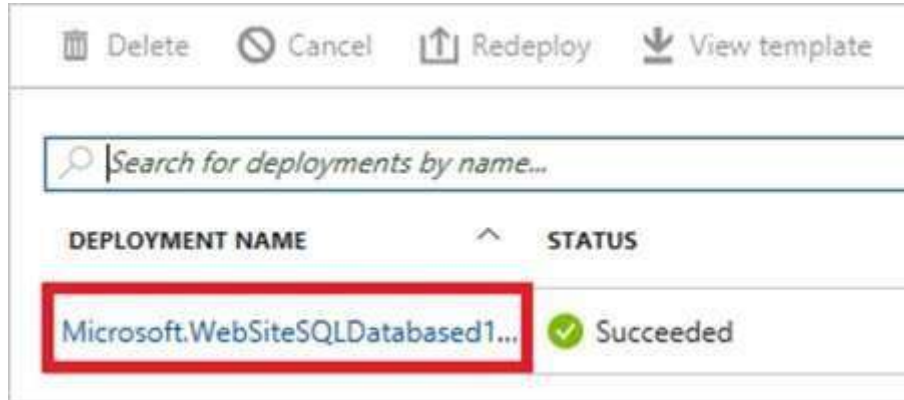 Delete Cancel Redeploy View template
Search for deployments by name...
DEPLOYMENT NAME STATUS
Microsoft.WebSiteSQLDatabased1... Succeeded